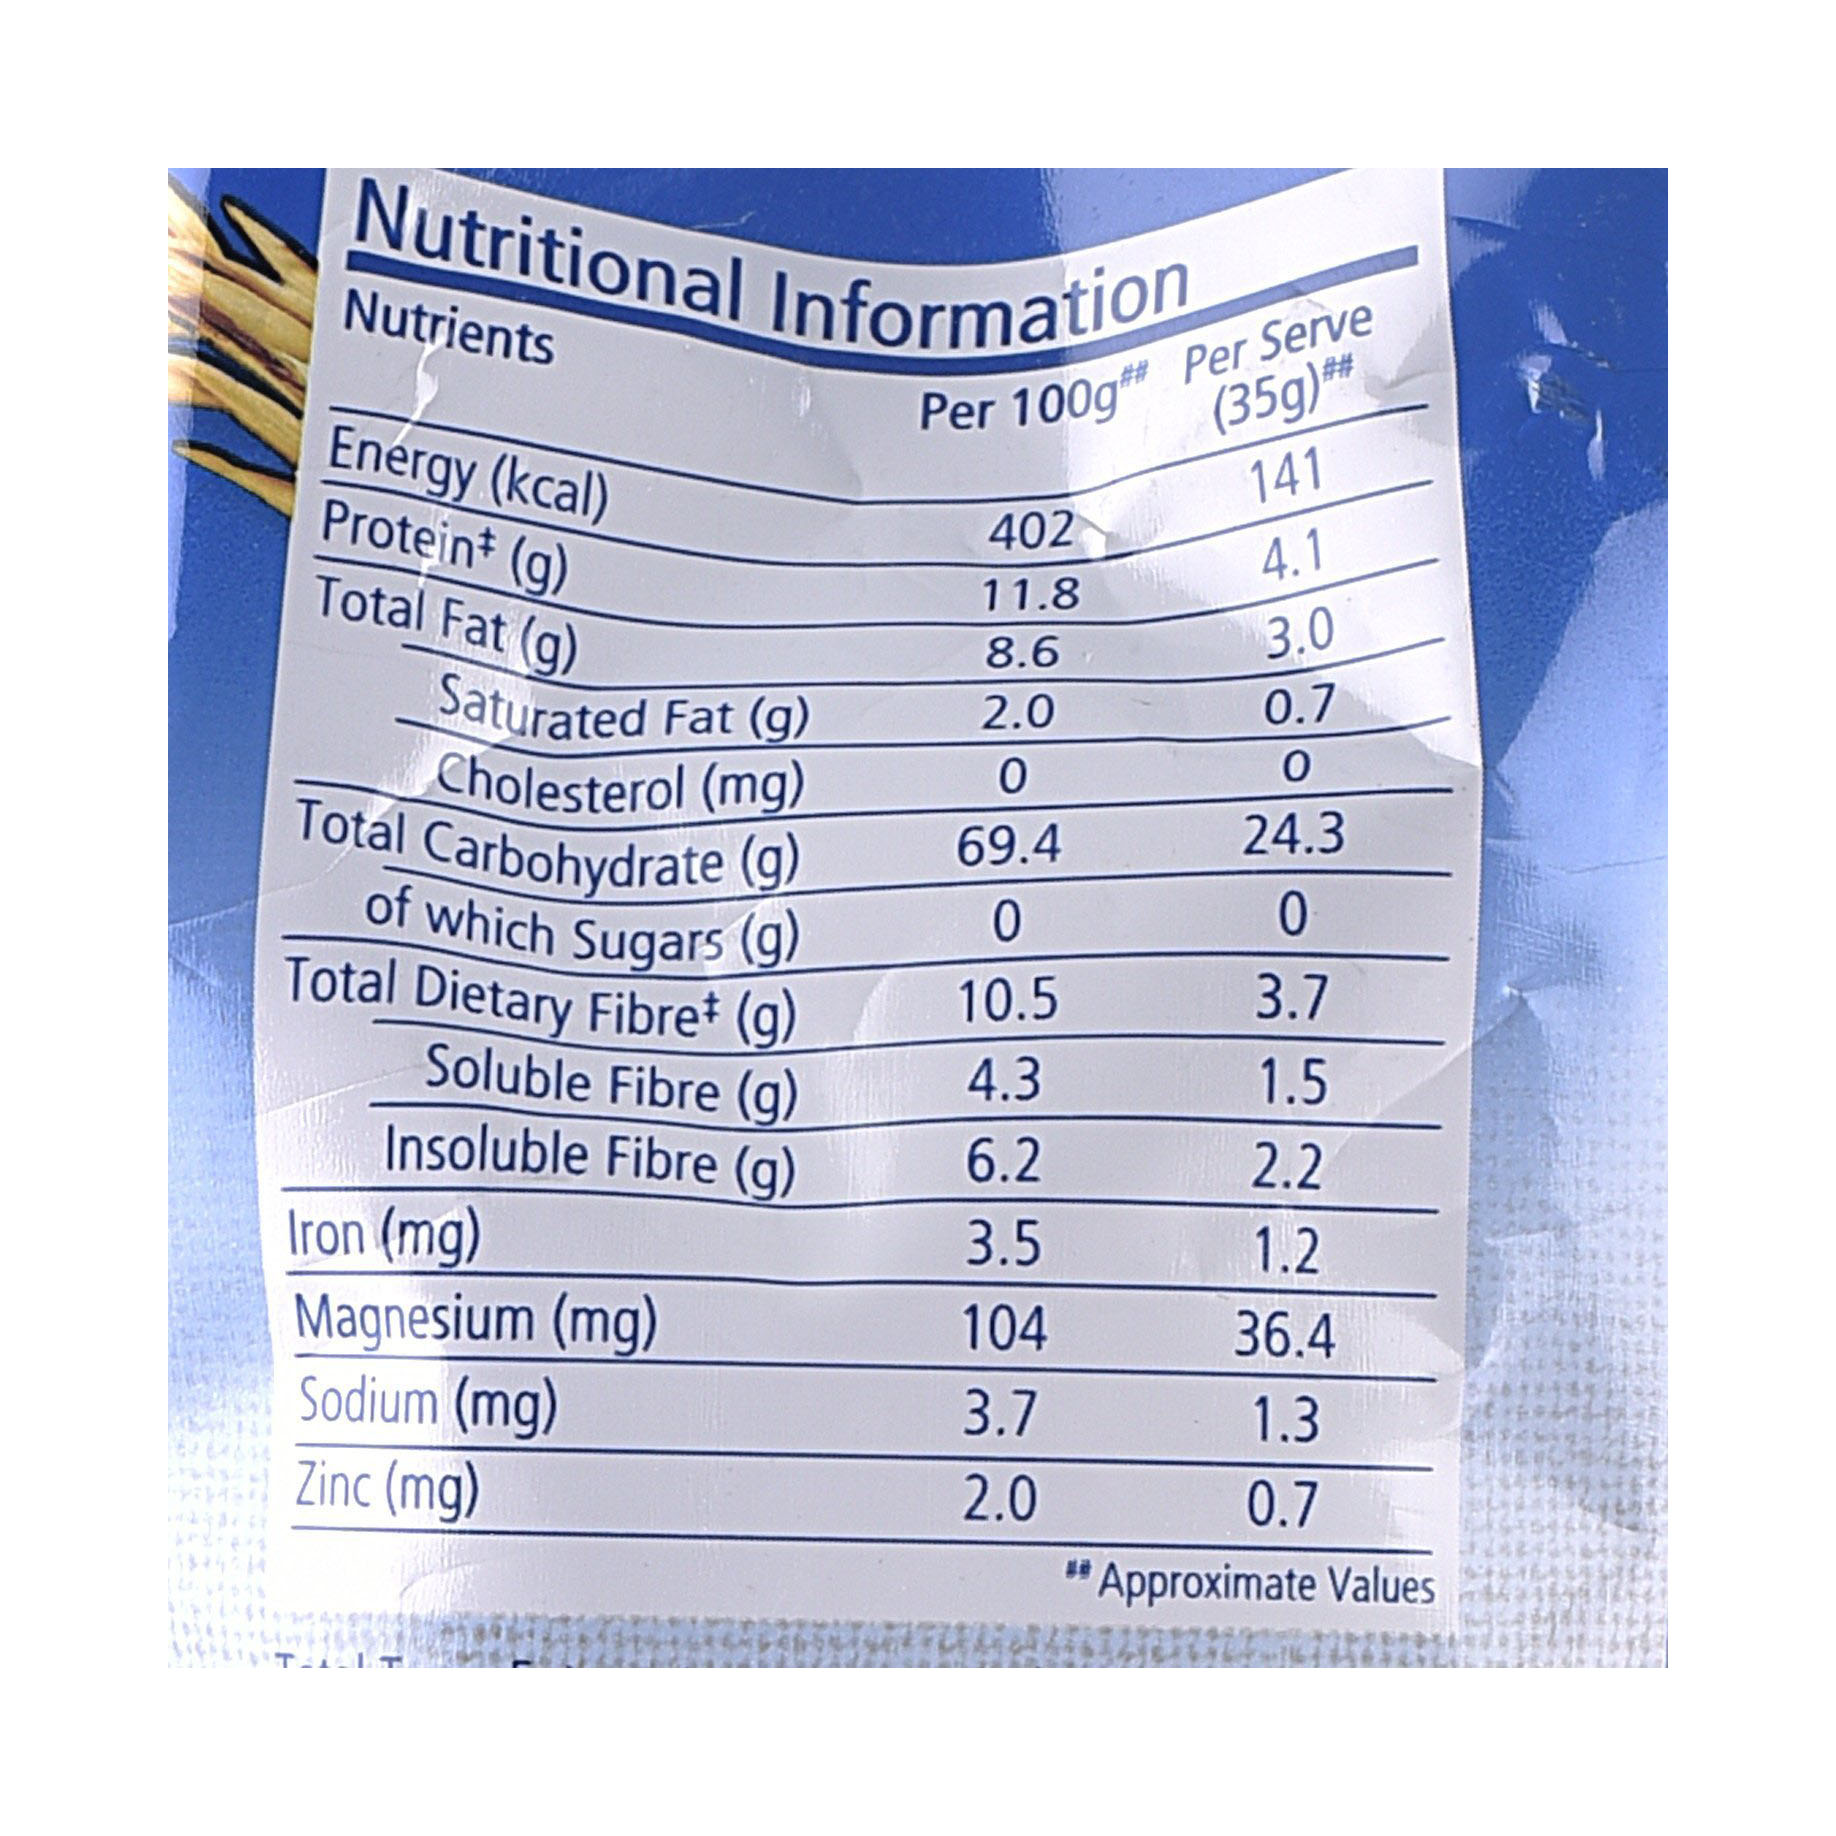 Nutritional Information
Nutrients Per 100g## Per Serve (35g)##
Energy (kcal) 402 141
Protein‡ (g) 11.8 4.1
Total Fat (g) 8.6 3.0
Saturated Fat (g) 2.0 0.7
Cholesterol (mg) 0 0
Total Carbohydrate (g) 69.4 24.3
of which Sugars (g) 0 0
Total Dietary Fibre‡ (g) 10.5 3.7
Soluble Fibre (g) 4.3 1.5
Insoluble Fibre (g) 6.2 2.2
Iron (mg) 3.5 1.2
Magnesium (mg) 104 36.4
Sodium (mg) 3.7 1.3
Zinc (mg) 2.0 0.7
## Approximate Values